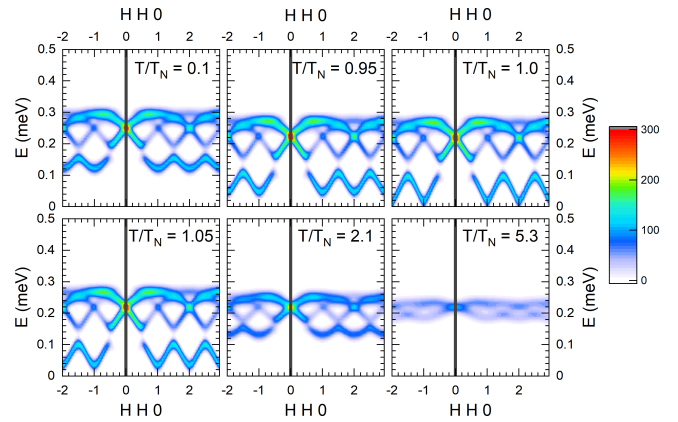 H H 0 H H 0
-2 -1 0 1 2 -2 -1 0 1 2 -2 -1 0 1 2
0.5 T/T_N = 0.1 T/T_N = 0.95 T/T_N = 1.0 0.5
0.4 0.4
E (meV) 0.3 0.3 E (meV)
0.2 0.2
0.1 0.1
0 0
300
200
100
0
0.5 T/T_N = 1.05 T/T_N = 2.1 T/T_N = 5.3 0.5
0.4 0.4
E (meV) 0.3 0.3 E (meV)
0.2 0.2
0.1 0.1
0 0
-2 -1 0 1 2 -2 -1 0 1 2 -2 -1 0 1 2
H H 0 H H 0